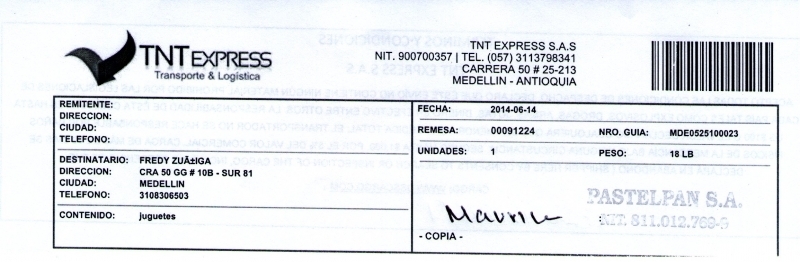 TNT EXPRESS
Transporte & Logística
TNT EXPRESS S.A.S
NIT. 900700357 | TEL. (057) 3113798341
CARRERA 50 # 25-213
MEDELLIN - ANTIOQUIA
REMITENTE:
DIRECCION:
CIUDAD:
TELEFONO:
DESTINATARIO: FREDY ZUÃ±IGA
DIRECCION: CRA 50 GG # 10B - SUR 81
CIUDAD: MEDELLIN
TELEFONO: 3108306503
CONTENIDO: juguetes
FECHA: 2014-06-14
REMESA: 00091224 NRO. GUIA: MDE0525100023
UNIDADES: 1 PESO: 18 LB
PASTELPAN S.A.
NIT. 811.012.769-9
- COPIA -